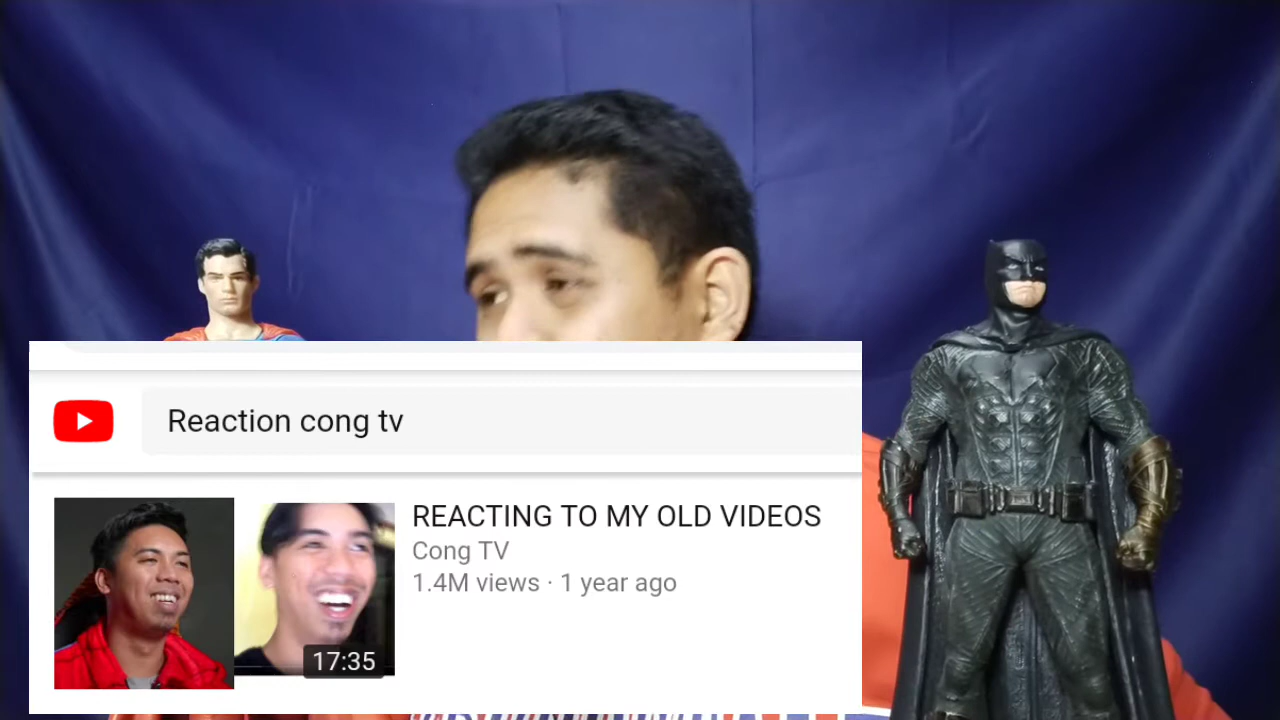 Reaction cong tv
REACTING TO MY OLD VIDEOS
Cong TV
1.4M views · 1 year ago
17:35